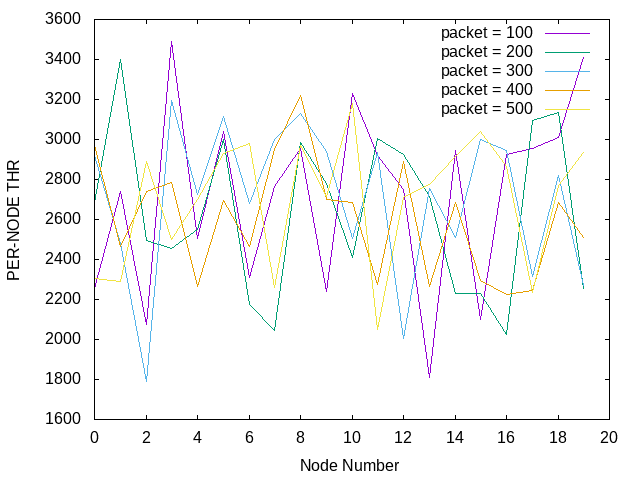 3600
3400
3200
3000
2800
2600
2400
2200
2000
1800
1600
PER-NODE THR
packet = 100
packet = 200
packet = 300
packet = 400
packet = 500
0 2 4 6 8 10 12 14 16 18 20
Node Number